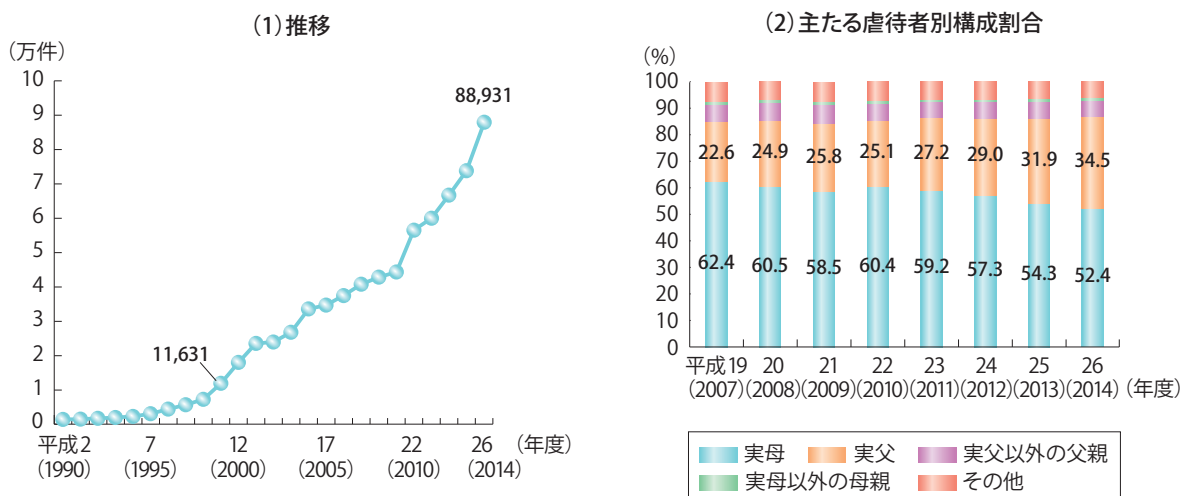 (1)推移
(万件)
10
9
8
7
6
5
4
3
2
1
0
88,931
11,631
平成2 7 12 17 22 26 (年度)
(1990) (1995) (2000) (2005) (2010) (2014)
(2)主たる虐待者別構成割合
(%)
100
90
80
70
60
50
40
30
20
10
0
22.6 24.9 25.8 25.1 27.2 29.0 31.9 34.5
62.4 60.5 58.5 60.4 59.2 57.3 54.3 52.4
平成19 20 21 22 23 24 25 26
(2007) (2008) (2009) (2010) (2011) (2012) (2013) (2014) (年度)
実母 実父 実父以外の父親
実母以外の母親 その他